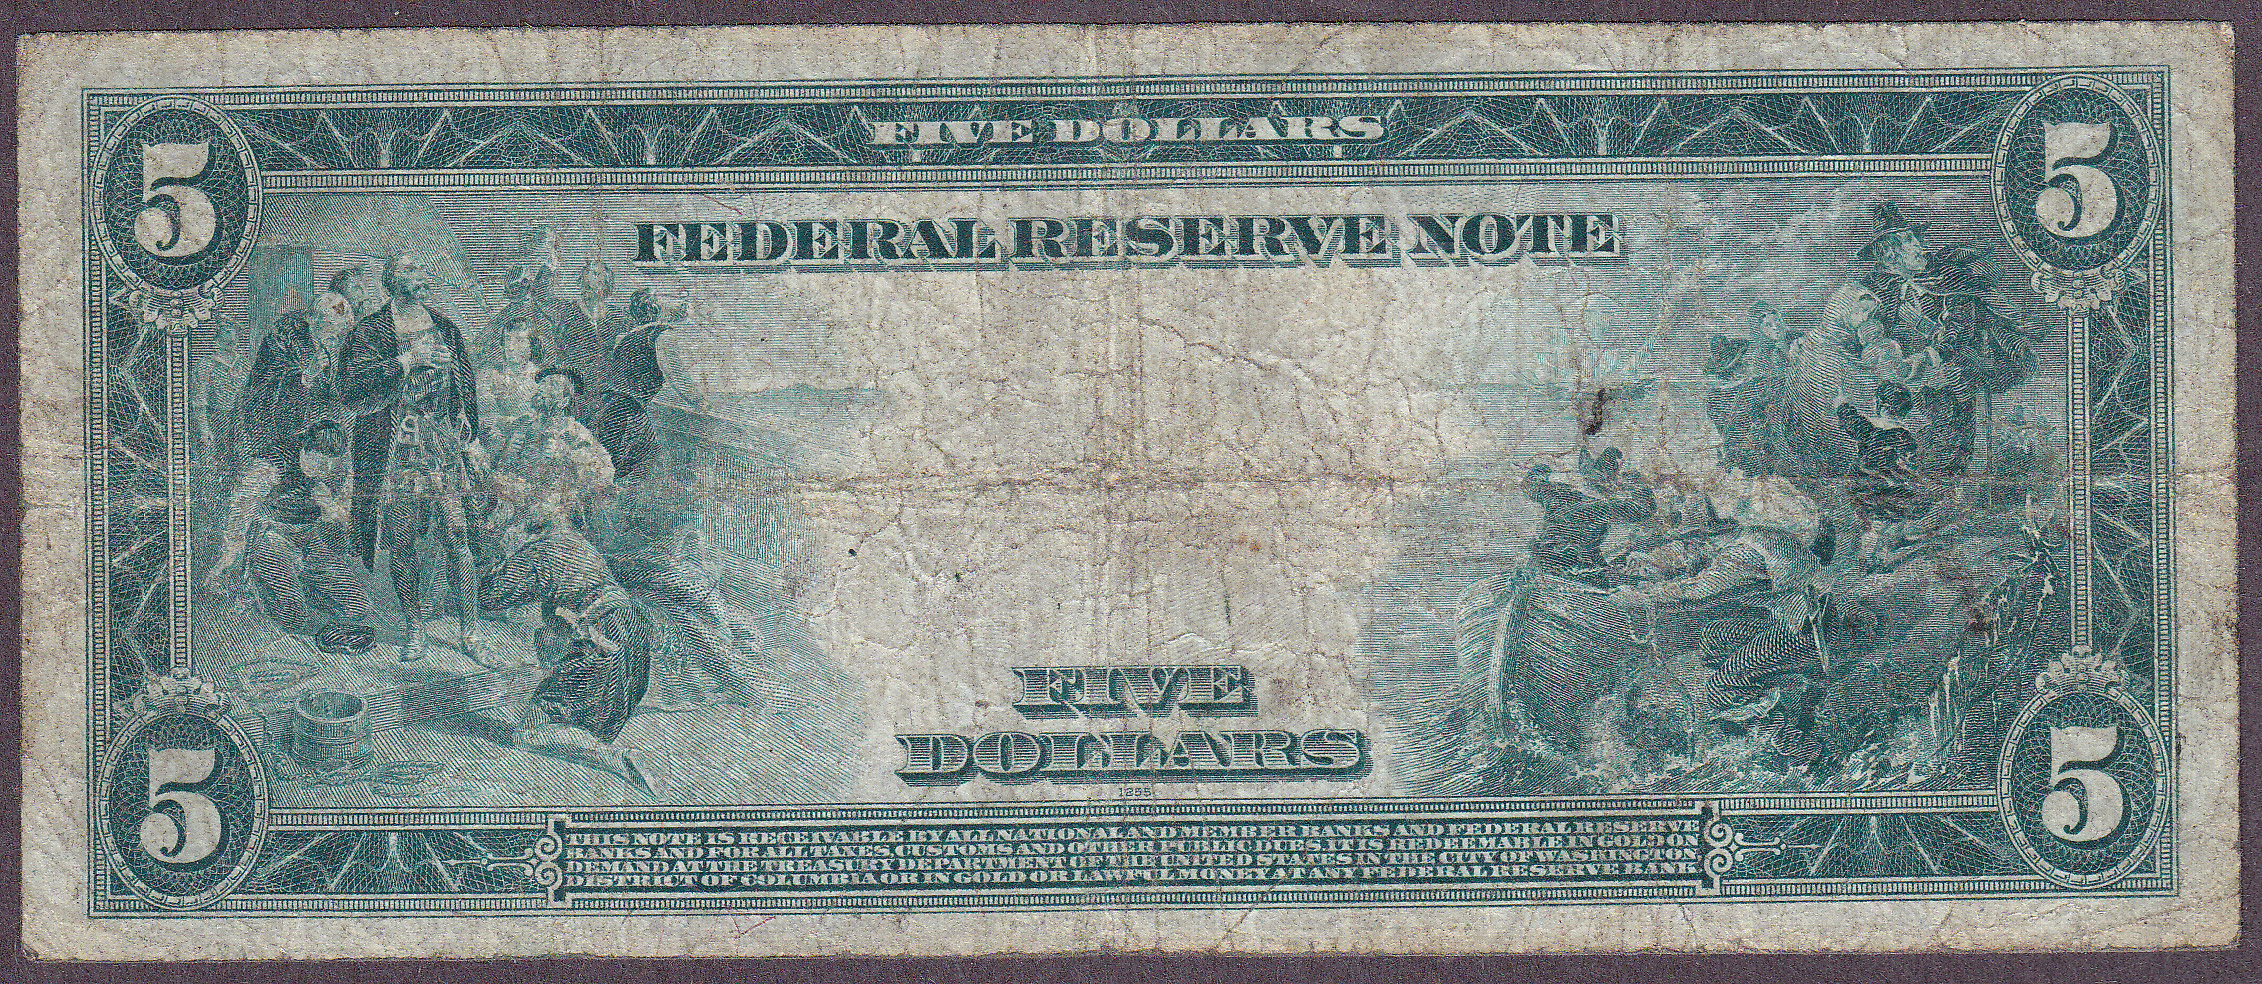 FIVE DOLLARS
5
5
FEDERAL RESERVE NOTE
FIVE
DOLLARS
1255
5
5
THIS NOTE IS RECEIVABLE BY ALL NATIONAL AND MEMBER BANKS AND FEDERAL RESERVE
BANKS AND FOR ALL TAXES, CUSTOMS AND OTHER PUBLIC DUES. IT IS REDEEMABLE IN GOLD ON
DEMAND AT THE TREASURY DEPARTMENT OF THE UNITED STATES IN THE CITY OF WASHINGTON
DISTRICT OF COLUMBIA OR IN GOLD OR LAWFUL MONEY AT ANY FEDERAL RESERVE BANK.